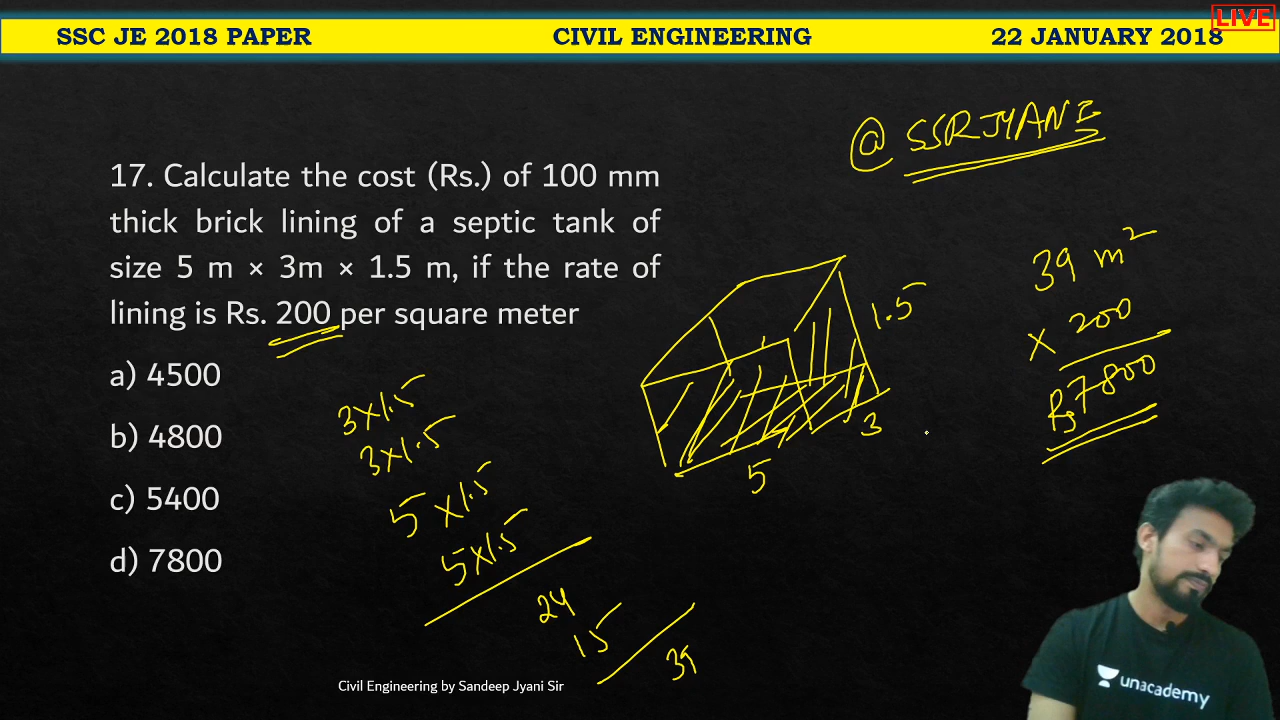 LIVE
SSC JE 2018 PAPER CIVIL ENGINEERING 22 JANUARY 2018
@ SSRJYANI
17. Calculate the cost (Rs.) of 100 mm
thick brick lining of a septic tank of
size 5 m × 3m × 1.5 m, if the rate of
lining is Rs. 200 per square meter
a) 4500
b) 4800
c) 5400
d) 7800
3×1.5
3×1.5
5×1.5
5×1.5
24
15
39
1.5
3
5
39 m²
× 200
Rs 7800
unacademy
Civil Engineering by Sandeep Jyani Sir